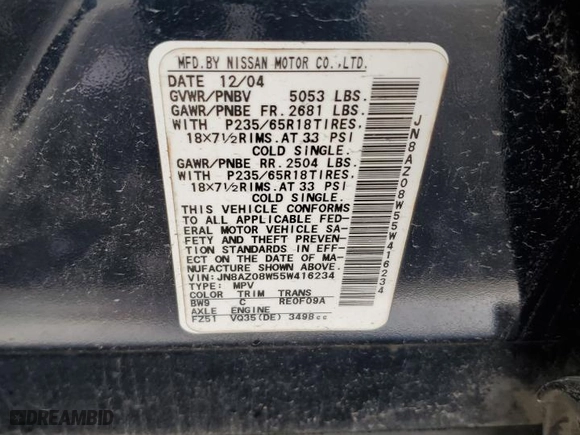 MFD.BY NISSAN MOTOR CO.,LTD.
DATE 12/04
GVWR/PNBV 5053 LBS.
GAWR/PNBE FR. 2681 LBS.
WITH P235/65R18TIRES,
18×7½RIMS.AT 33 PSI
COLD SINGLE.
GAWR/PNBE RR. 2504 LBS.
WITH P235/65R18TIRES,
18×7½RIMS.AT 33 PSI
COLD SINGLE.
THIS VEHICLE CONFORMS
TO ALL APPLICABLE FED-
ERAL MOTOR VEHICLE SA-
FETY AND THEFT PREVEN-
TION STANDARDS IN EFF-
ECT ON THE DATE OF MA-
NUFACTURE SHOWN ABOVE.
VIN:JN8AZ08W55W416234
TYPE: MPV
COLOR TRIM TRANS
BW9 C RE0F09A
AXLE ENGINE
FZ51 VQ35(DE) 3498cc
JN8AZ08W55W416234
DREAMBID